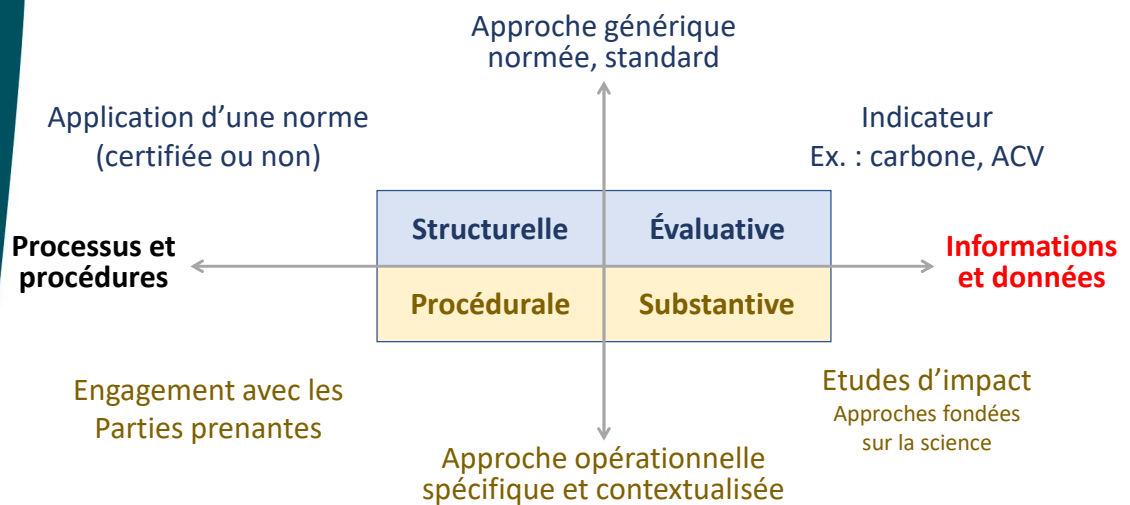 Approche générique
normée, standard
Application d’une norme
(certifiée ou non)
Indicateur
Ex. : carbone, ACV
Structurelle
Évaluative
Processus et
procédures
Informations
et données
Procédurale
Substantive
Engagement avec les
Parties prenantes
Etudes d’impact
Approches fondées
sur la science
Approche opérationnelle
spécifique et contextualisée